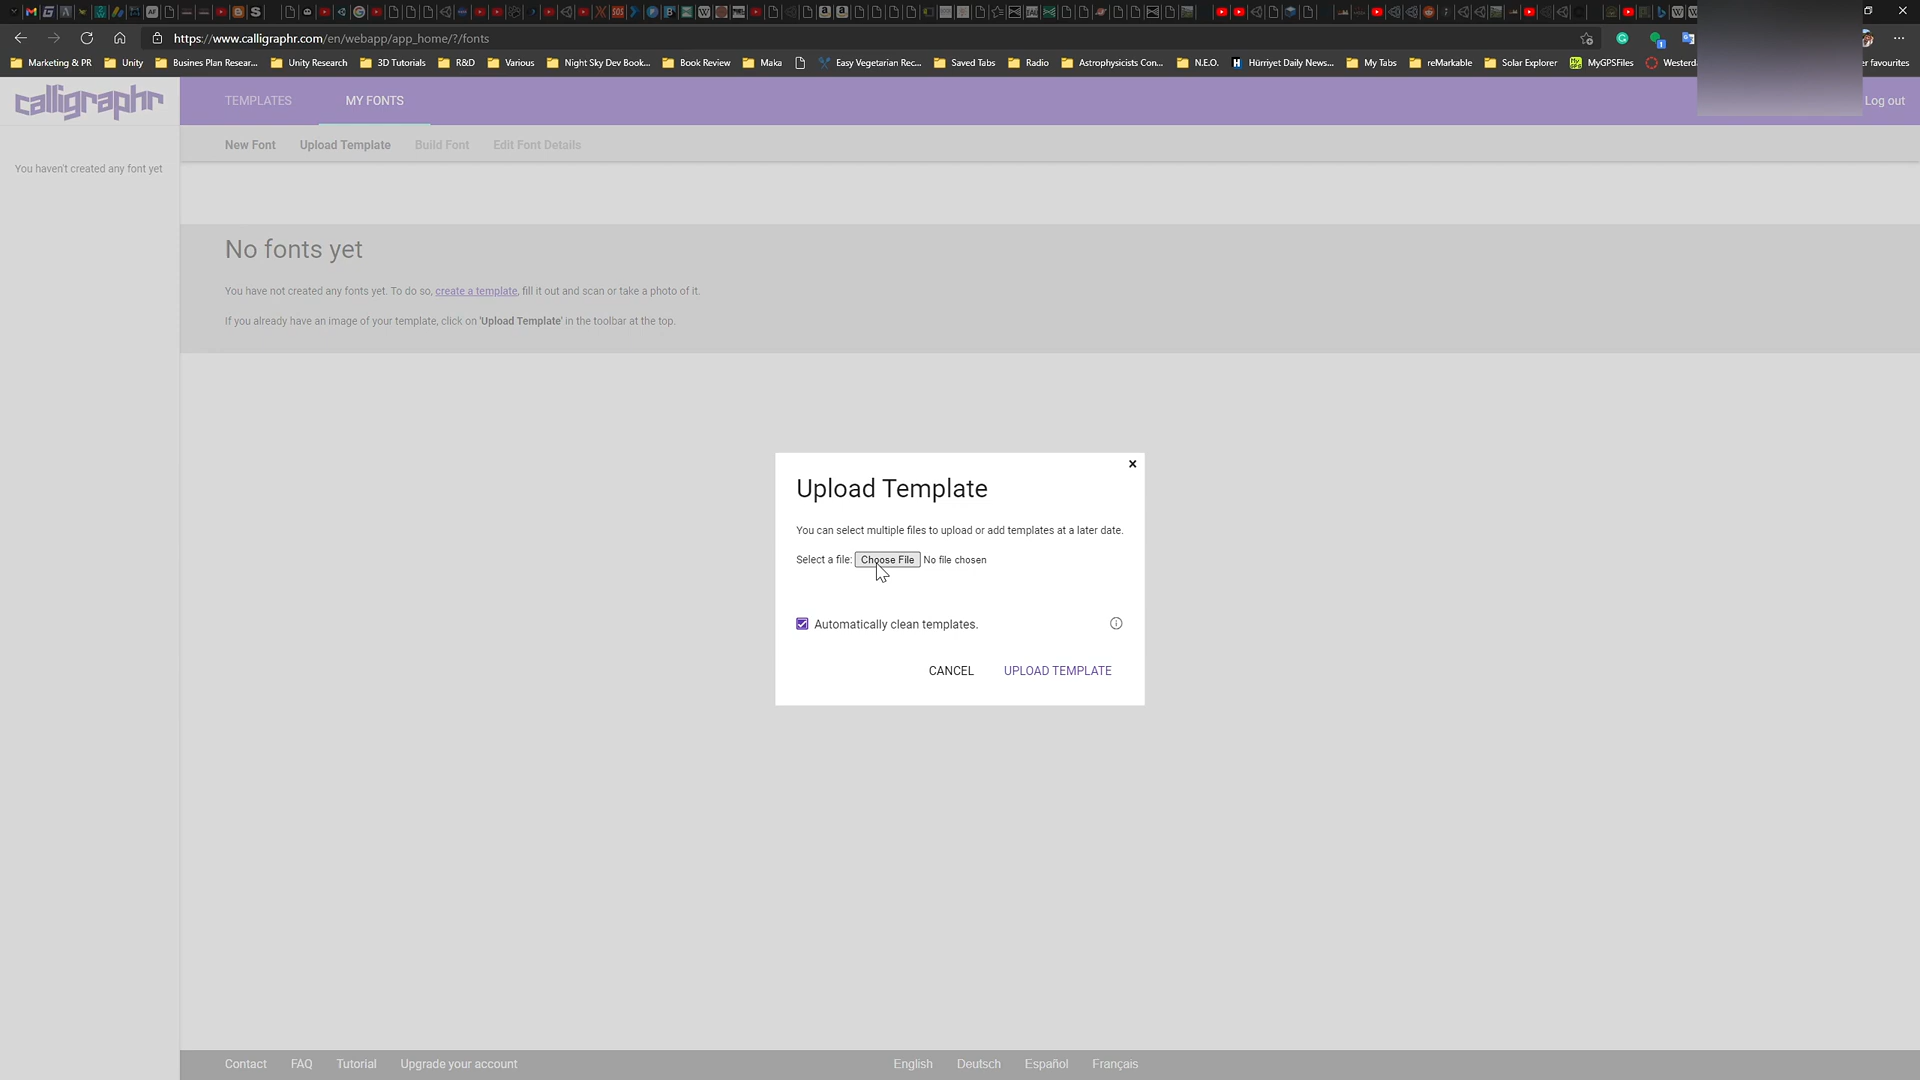 https://www.calligraphr.com/en/webapp/app_home/?/fonts
Marketing & PR Unity Busines Plan Resear... Unity Research 3D Tutorials R&D Various Night Sky Dev Book... Book Review Maka Easy Vegetarian Rec... Saved Tabs Radio Astrophysicists Con... N.E.O. Hürriyet Daily News... My Tabs reMarkable Solar Explorer MyGPSFiles Westerd er favourites
calligraphr TEMPLATES MY FONTS Log out
New Font Upload Template Build Font Edit Font Details
You haven't created any font yet
No fonts yet
You have not created any fonts yet. To do so, create a template, fill it out and scan or take a photo of it.
If you already have an image of your template, click on 'Upload Template' in the toolbar at the top.
×
Upload Template
You can select multiple files to upload or add templates at a later date.
Select a file: Choose File No file chosen
Automatically clean templates.
CANCEL UPLOAD TEMPLATE
Contact FAQ Tutorial Upgrade your account English Deutsch Español Français